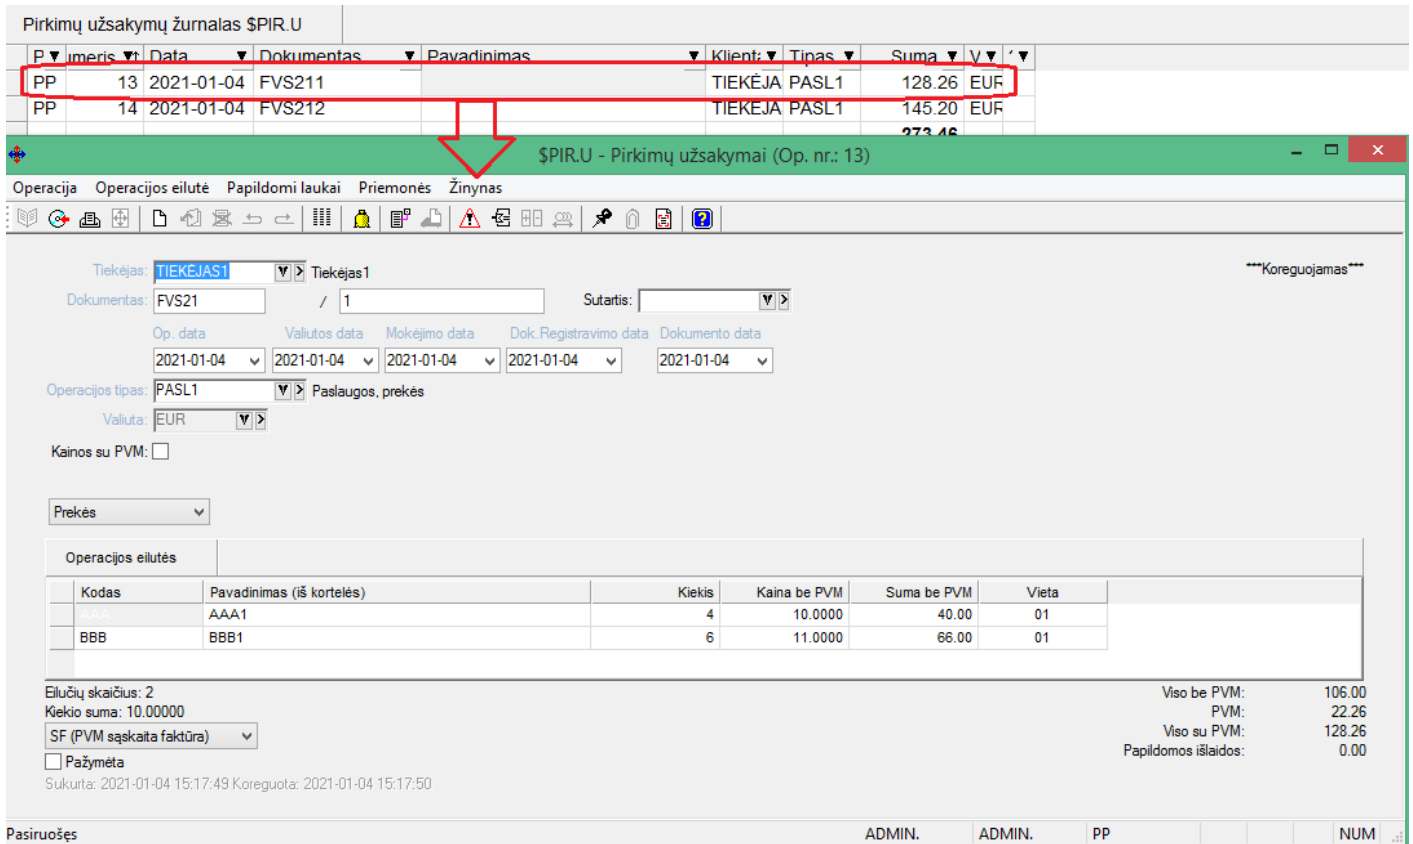 Pirkimų užsakymų žurnalas $PIR.U
P umeris Data Dokumentas Pavadinimas Klient: Tipas Suma V
PP 13 2021-01-04 FVS211 TIEKĖJA PASL1 128.26 EUR
PP 14 2021-01-04 FVS212 TIEKĖJA PASL1 145.20 EUR
273.46
$PIR.U - Pirkimų užsakymai (Op. nr.: 13)
Operacija Operacijos eilutė Papildomi laukai Priemonės Žinynas
Tiekėjas: TIEKĖJAS1 Tiekėjas1 ***Koreguojamas***
Dokumentas: FVS21 / 1 Sutartis:
Op. data Valiutos data Mokėjimo data Dok.Registravimo data Dokumento data
2021-01-04 2021-01-04 2021-01-04 2021-01-04 2021-01-04
Operacijos tipas: PASL1 Paslaugos, prekės
Valiuta: EUR
Kainos su PVM:
Prekės
Operacijos eilutės
Kodas Pavadinimas (iš kortelės) Kiekis Kaina be PVM Suma be PVM Vieta
AAA AAA1 4 10.0000 40.00 01
BBB BBB1 6 11.0000 66.00 01
Eilučių skaičius: 2 Viso be PVM: 106.00
Kiekio suma: 10.00000 PVM: 22.26
SF (PVM sąskaita faktūra) Viso su PVM: 128.26
Pažymėta Papildomos išlaidos: 0.00
Sukurta: 2021-01-04 15:17:49 Koreguota: 2021-01-04 15:17:50
Pasiruošęs ADMIN. ADMIN. PP NUM